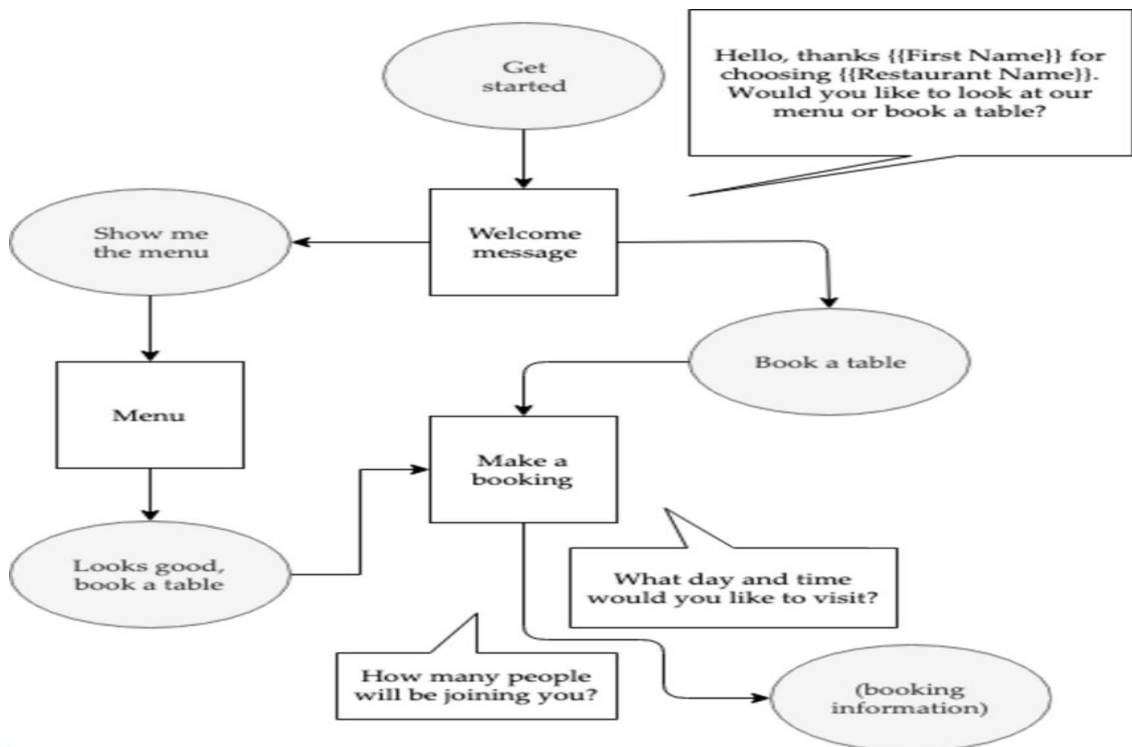 Get
started
Hello, thanks {{First Name}} for
choosing {{Restaurant Name}}.
Would you like to look at our
menu or book a table?
Show me
the menu
Welcome
message
Book a table
Menu
Make a
booking
Looks good,
book a table
What day and time
would you like to visit?
How many people
will be joining you?
(booking
information)